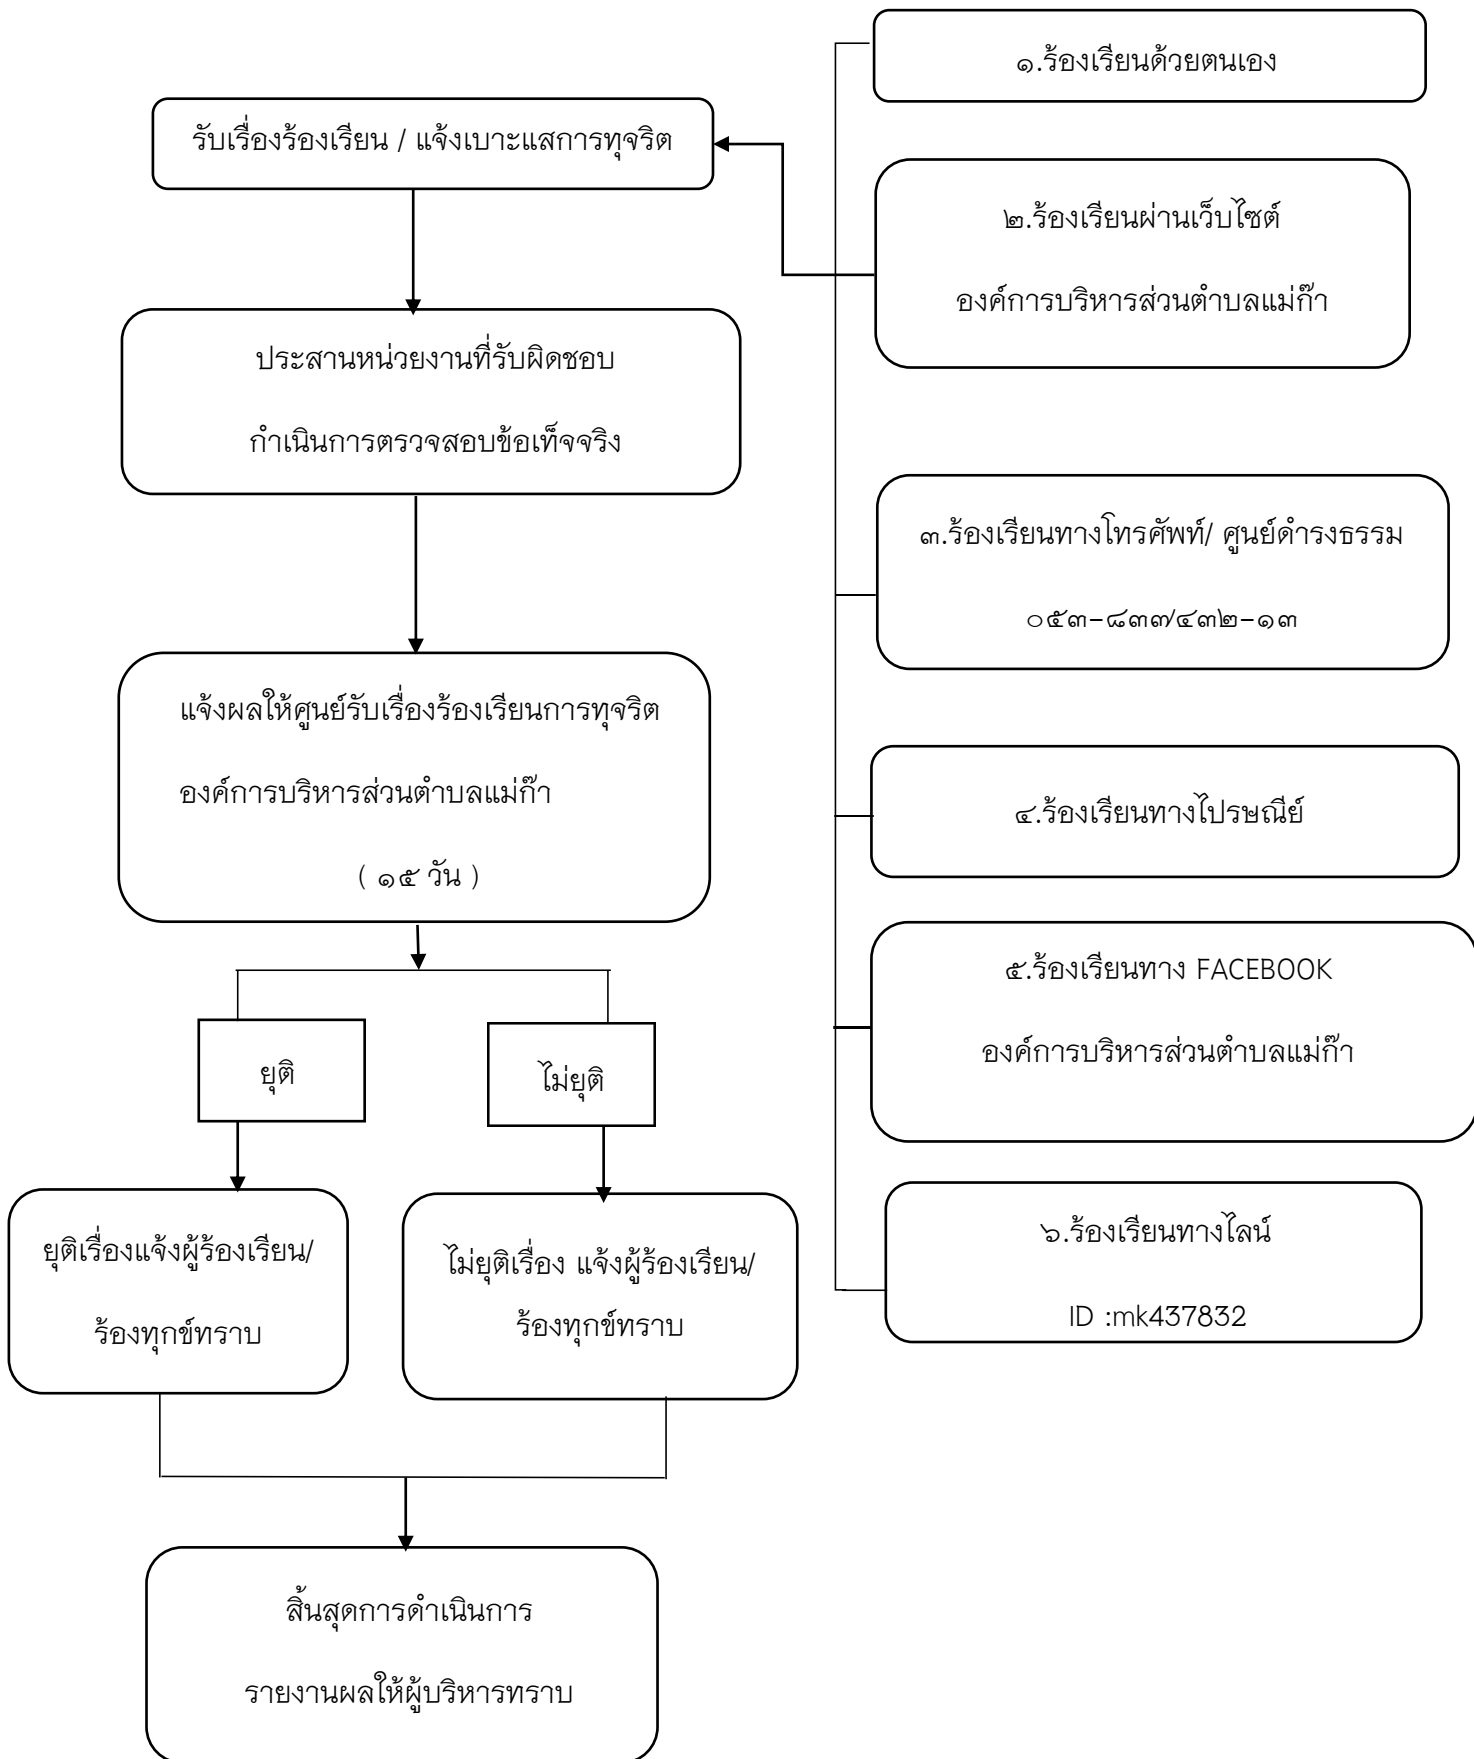 ๑.ร้องเรียนด้วยตนเอง
รับเรื่องร้องเรียน / แจ้งเบาะแสการทุจริต
๒.ร้องเรียนผ่านเว็บไซต์
องค์การบริหารส่วนตำบลแม่ก๊า
ประสานหน่วยงานที่รับผิดชอบ
กำเนินการตรวจสอบข้อเท็จจริง
๓.ร้องเรียนทางโทรศัพท์/ ศูนย์ดำรงธรรม
๐๕๓-๘๓๗๔๓๒-๑๓
แจ้งผลให้ศูนย์รับเรื่องร้องเรียนการทุจริต
องค์การบริหารส่วนตำบลแม่ก๊า
( ๑๕ วัน )
๔.ร้องเรียนทางไปรษณีย์
๕.ร้องเรียนทาง FACEBOOK
องค์การบริหารส่วนตำบลแม่ก๊า
ยุติ
ไม่ยุติ
๖.ร้องเรียนทางไลน์
ID :mk437832
ยุติเรื่องแจ้งผู้ร้องเรียน/
ร้องทุกข์ทราบ
ไม่ยุติเรื่อง แจ้งผู้ร้องเรียน/
ร้องทุกข์ทราบ
สิ้นสุดการดำเนินการ
รายงานผลให้ผู้บริหารทราบ